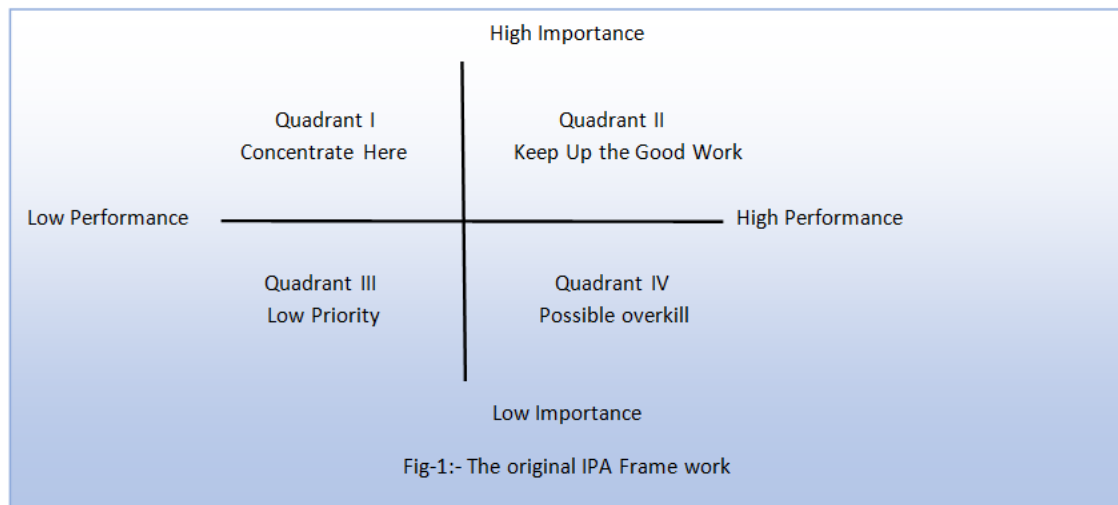 High Importance
Quadrant I
Concentrate Here
Quadrant II
Keep Up the Good Work
Low Performance
High Performance
Quadrant III
Low Priority
Quadrant IV
Possible overkill
Low Importance
Fig-1:- The original IPA Frame work